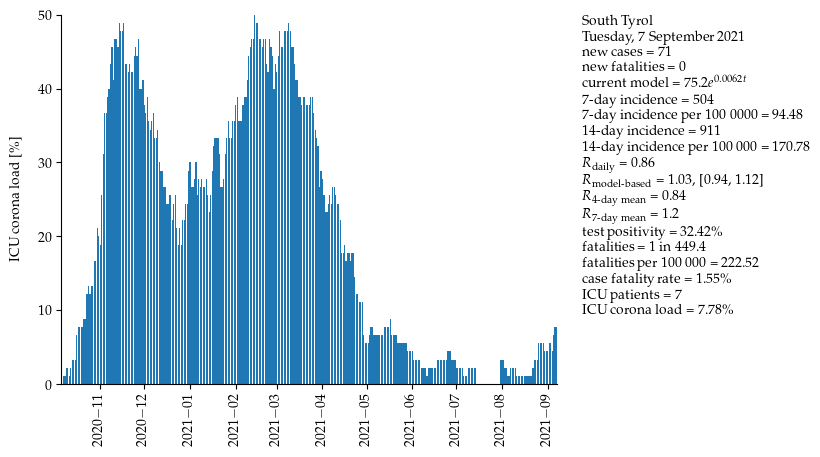 50
40
30
20
10
0
ICU corona load [%]
2020−11
2020−12
2021−01
2021−02
2021−03
2021−04
2021−05
2021−06
2021−07
2021−08
2021−09
South Tyrol
Tuesday, 7 September 2021
new cases = 71
new fatalities = 0
current model = 75.2e^0.0062t
7-day incidence = 504
7-day incidence per 100 0000 = 94.48
14-day incidence = 911
14-day incidence per 100 000 = 170.78
R_daily = 0.86
R_model-based = 1.03, [0.94, 1.12]
R_4-day mean = 0.84
R_7-day mean = 1.2
test positivity = 32.42%
fatalities = 1 in 449.4
fatalities per 100 000 = 222.52
case fatality rate = 1.55%
ICU patients = 7
ICU corona load = 7.78%